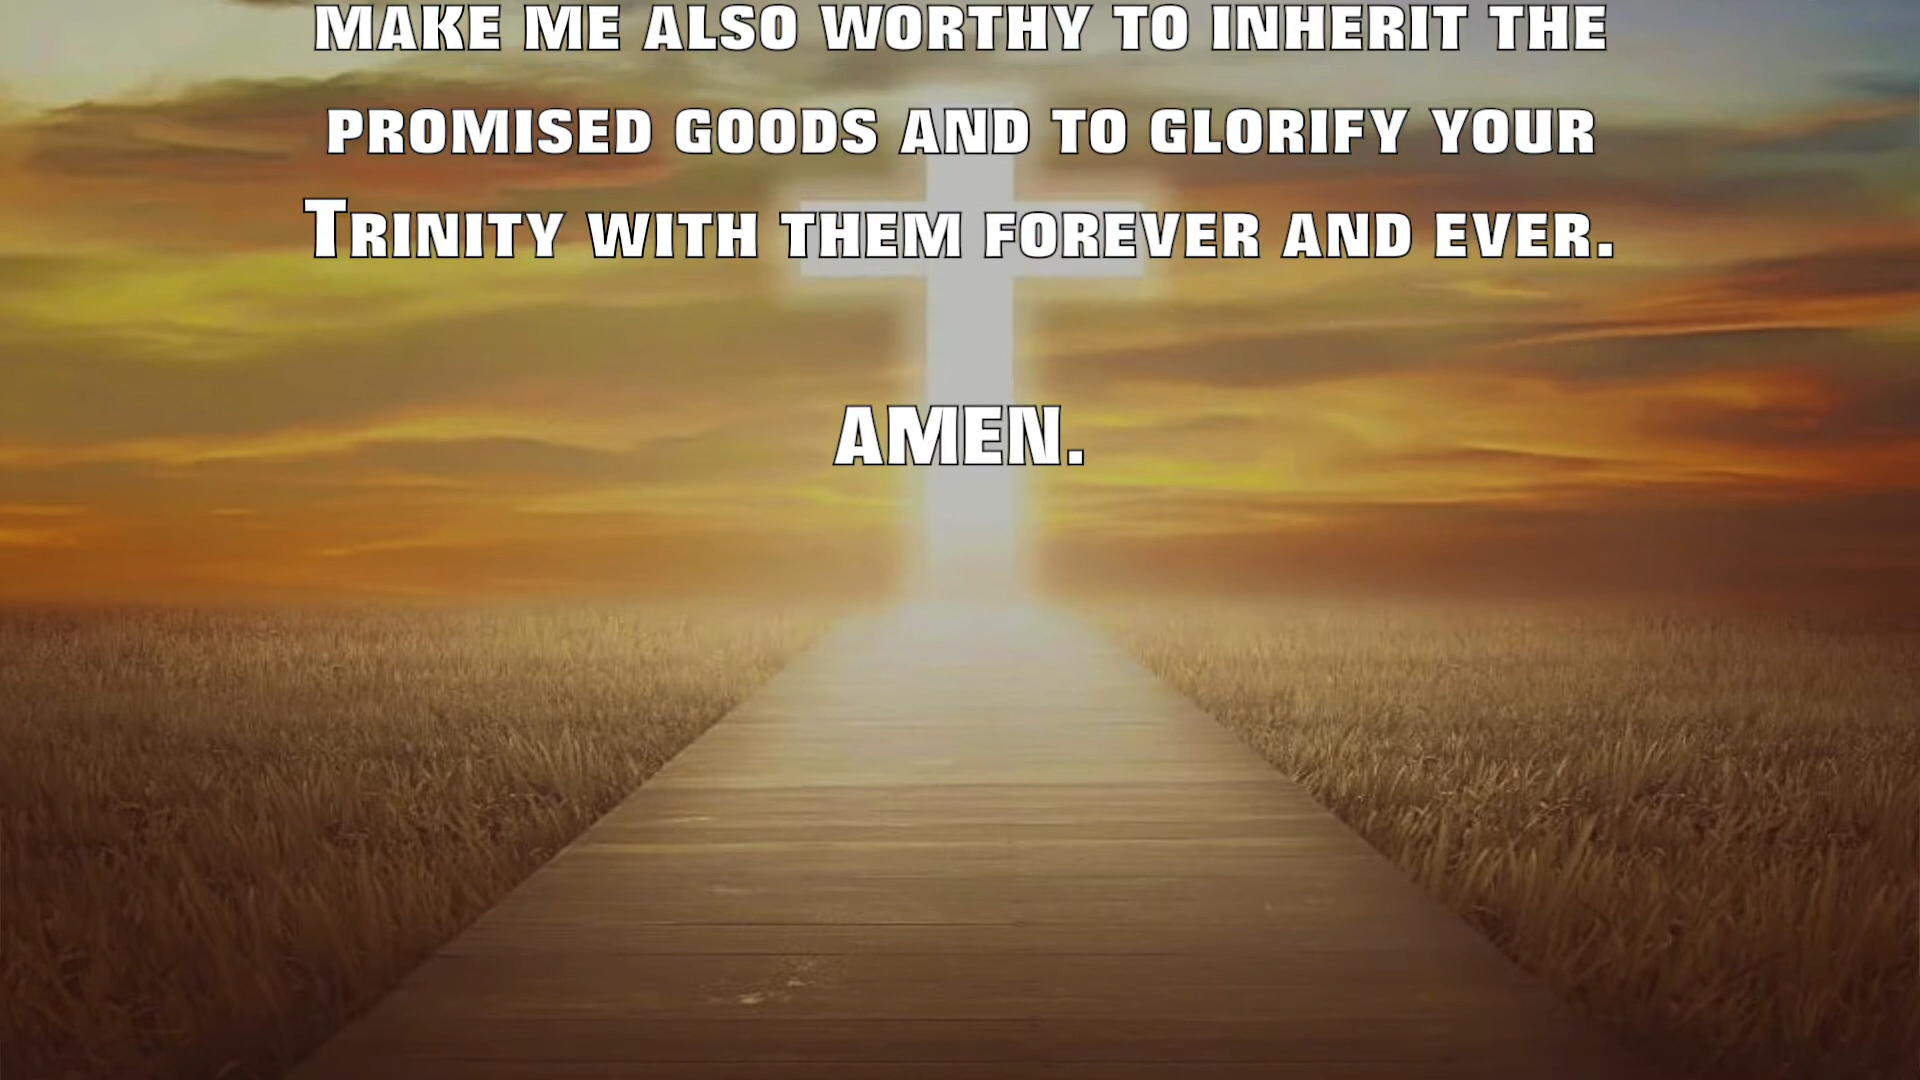 MAKE ME ALSO WORTHY TO INHERIT THE
PROMISED GOODS AND TO GLORIFY YOUR
TRINITY WITH THEM FOREVER AND EVER.
AMEN.